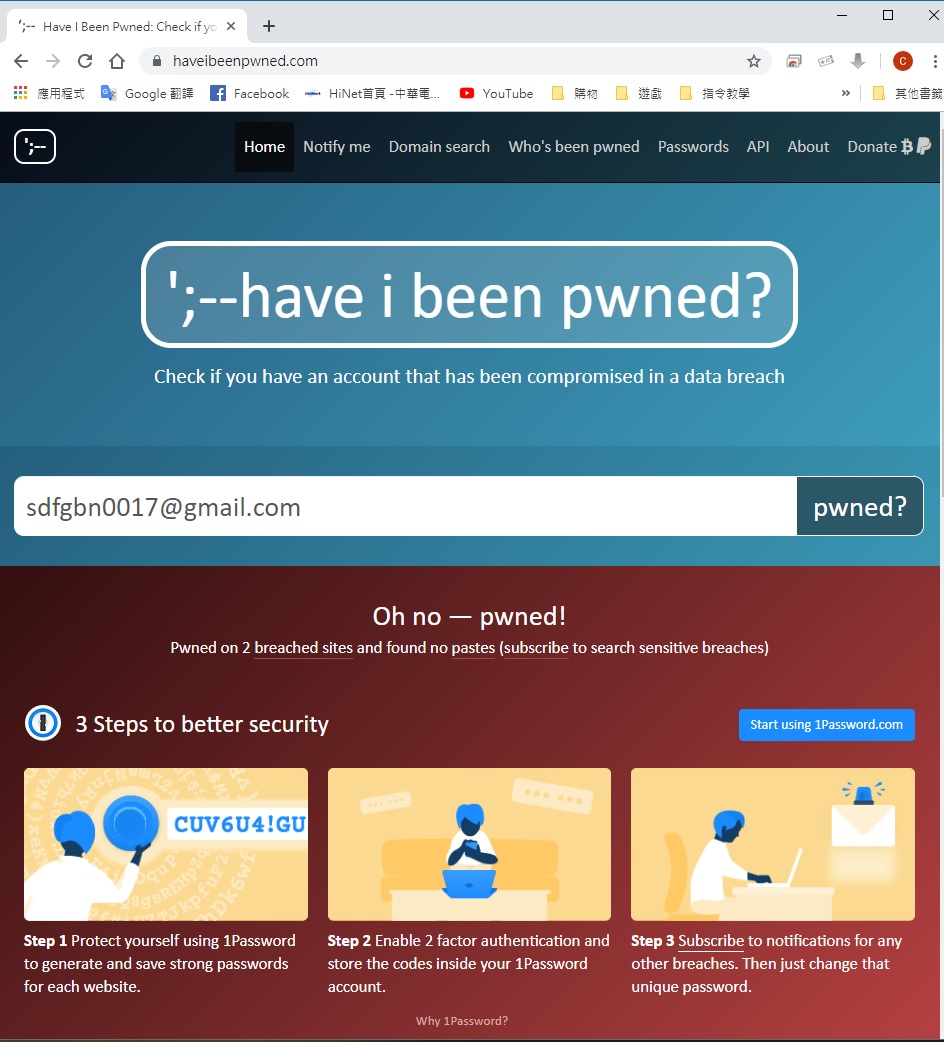 ';-- Have I Been Pwned: Check if yo
haveibeenpwned.com
C
應用程式 Google 翻譯 Facebook HiNet首頁 -中華電... YouTube 購物 遊戲 指令教學 » 其他書籤
';-- Home Notify me Domain search Who's been pwned Passwords API About Donate
';--have i been pwned?
Check if you have an account that has been compromised in a data breach
sdfgbn0017@gmail.com pwned?
Oh no — pwned!
Pwned on 2 breached sites and found no pastes (subscribe to search sensitive breaches)
3 Steps to better security Start using 1Password.com
CUV6U4!GU
Step 1 Protect yourself using 1Password
to generate and save strong passwords
for each website.
Step 2 Enable 2 factor authentication and
store the codes inside your 1Password
account.
Step 3 Subscribe to notifications for any
other breaches. Then just change that
unique password.
Why 1Password?